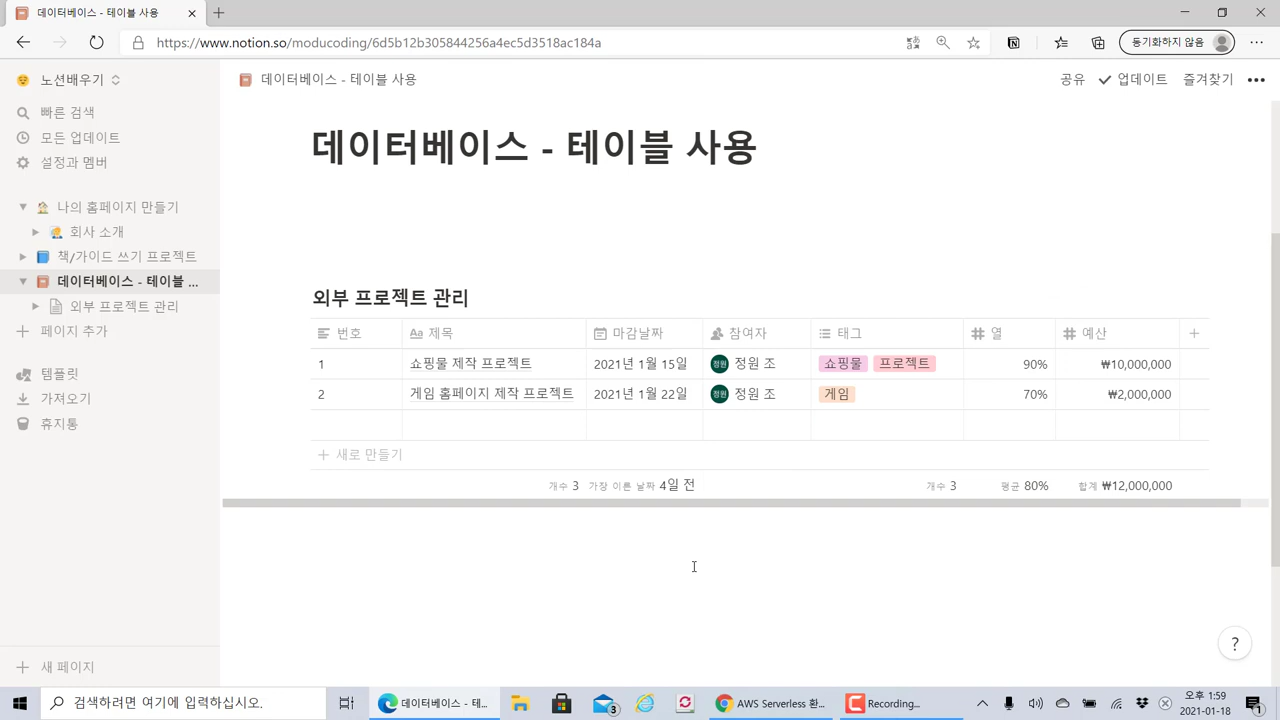 데이터베이스 - 테이블 사용
https://www.notion.so/moducoding/6d5b12b305844256a4ec5d3518ac184a
동기화하지 않음
노션배우기
데이터베이스 - 테이블 사용
공유 업데이트 즐겨찾기
빠른 검색
모든 업데이트
설정과 멤버
나의 홈페이지 만들기
회사 소개
책/가이드 쓰기 프로젝트
데이터베이스 - 테이블 ...
외부 프로젝트 관리
페이지 추가
템플릿
가져오기
휴지통
새 페이지
데이터베이스 - 테이블 사용
외부 프로젝트 관리
번호 Aa 제목 마감날짜 참여자 태그 열 예산
1 쇼핑몰 제작 프로젝트 2021년 1월 15일 정원 정원 조 쇼핑몰 프로젝트 90% ₩10,000,000
2 게임 홈페이지 제작 프로젝트 2021년 1월 22일 정원 정원 조 게임 70% ₩2,000,000
새로 만들기
개수 3 가장 이른 날짜 4일 전 개수 3 평균 80% 합계 ₩12,000,000
?
검색하려면 여기에 입력하십시오.
데이터베이스 - 테...
3
AWS Serverless 환...
Recording...
오후 1:59
2021-01-18
1